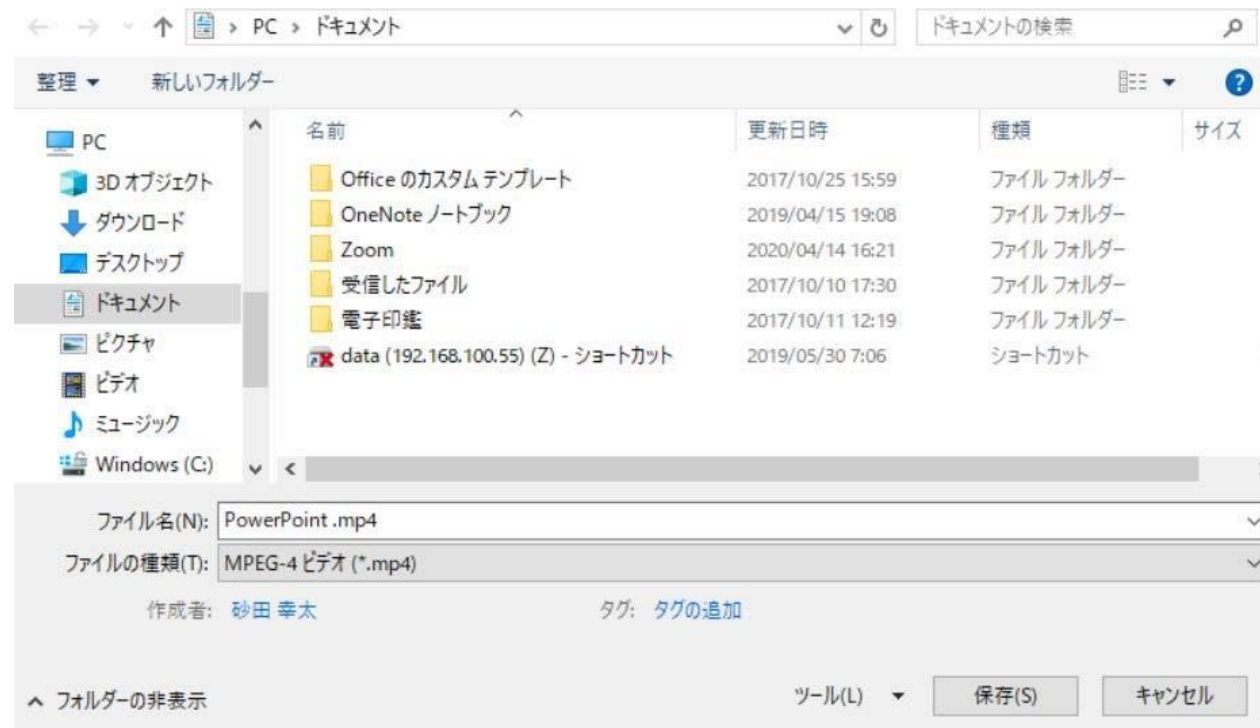 PC › ドキュメント
ドキュメントの検索
整理
新しいフォルダー
名前 更新日時 種類 サイズ
PC
3D オブジェクト
ダウンロード
デスクトップ
ドキュメント
ピクチャ
ビデオ
ミュージック
Windows (C:)
Office のカスタム テンプレート 2017/10/25 15:59 ファイル フォルダー
OneNote ノートブック 2019/04/15 19:08 ファイル フォルダー
Zoom 2020/04/14 16:21 ファイル フォルダー
受信したファイル 2017/10/10 17:30 ファイル フォルダー
電子印鑑 2017/10/11 12:19 ファイル フォルダー
data (192.168.100.55) (Z) - ショートカット 2019/05/30 7:06 ショートカット
ファイル名(N): PowerPoint .mp4
ファイルの種類(T): MPEG-4 ビデオ (*.mp4)
作成者: 砂田 幸太 タグ: タグの追加
フォルダーの非表示 ツール(L) 保存(S) キャンセル